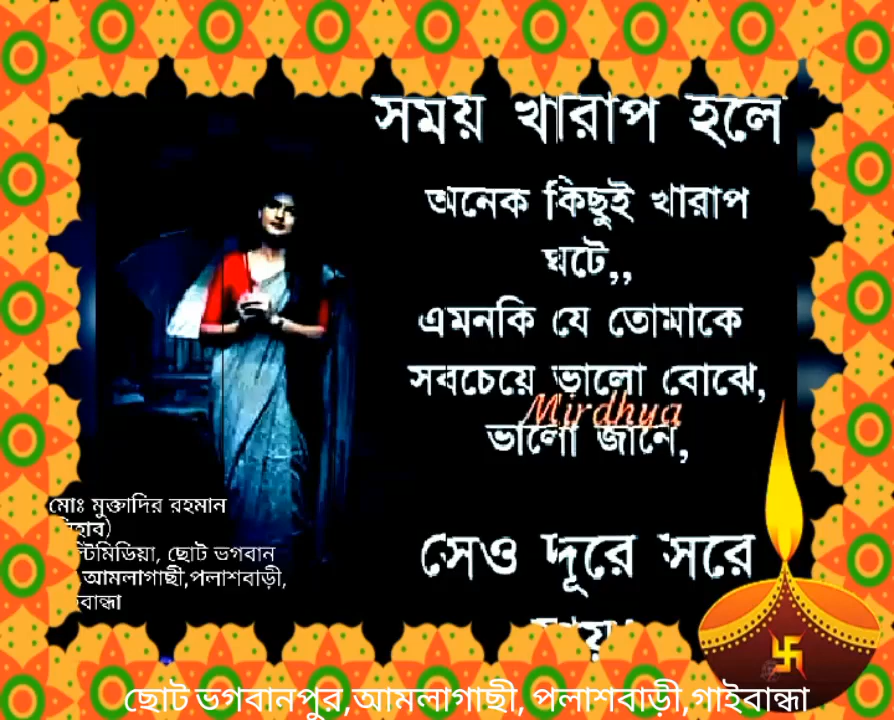 সময় খারাপ হলে
অনেক কিছুই খারাপ
ঘটে,,
এমনকি যে তোমাকে
সবচেয়ে ভালো বোঝে,
Mirdhya
ভালো জানে,
সেও দূরে সরে
মোঃ মুক্তাদির রহমান
ছোট ভগবান
আমলাগাছী,পলাশবাড়ী,
ছোট ভগবানপুর,আমলাগাছী, পলাশবাড়ী,গাইবান্ধা